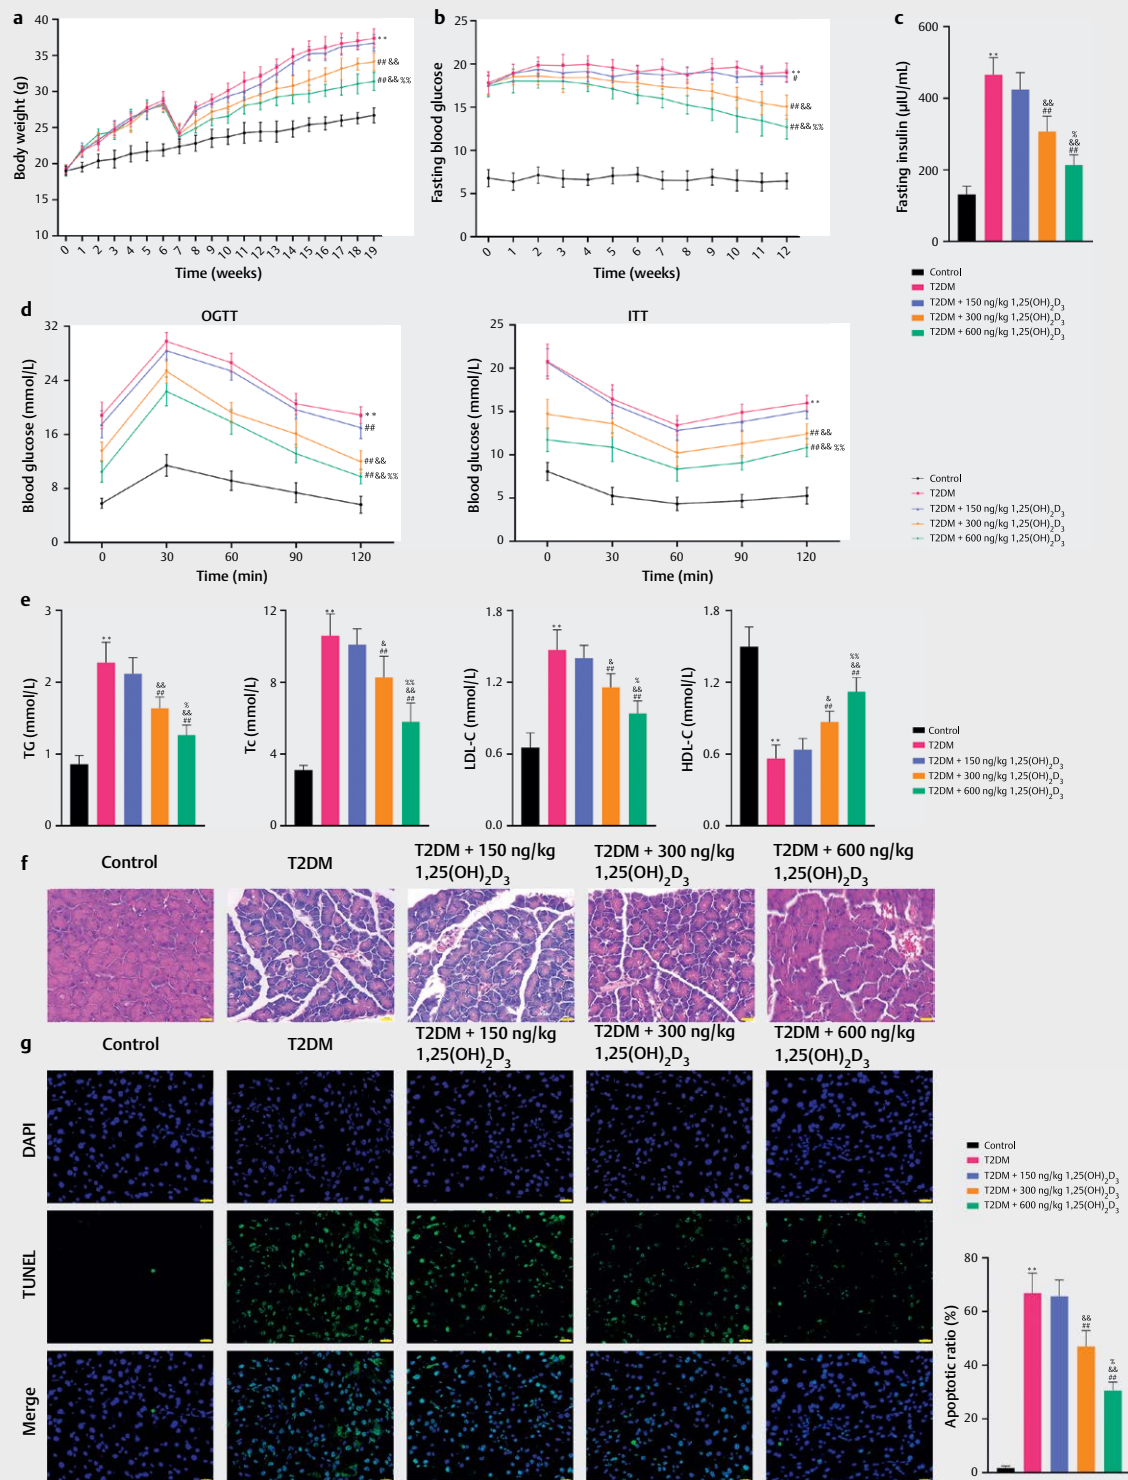 a
40
35
30
25
20
15
10
Body weight (g)
0 1 2 3 4 5 6 7 8 9 10 11 12 13 14 15 16 17 18 19
Time (weeks)
**
## &&
## && %%
b
25
20
15
10
5
0
Fasting blood glucose
0 1 2 3 4 5 6 7 8 9 10 11 12
Time (weeks)
**
#
## &&
## && %%
c
600
400
200
0
Fasting insulin (μIU/mL)
**
&&
##
%
&&
##
Control
T2DM
T2DM + 150 ng/kg 1,25(OH)2D3
T2DM + 300 ng/kg 1,25(OH)2D3
T2DM + 600 ng/kg 1,25(OH)2D3
d
OGTT
32
24
16
8
0
Blood glucose (mmol/L)
0 30 60 90 120
Time (min)
**
##
## &&
## && %%
ITT
25
20
15
10
5
0
Blood glucose (mmol/L)
0 30 60 90 120
Time (min)
**
## &&
## && %%
Control
T2DM
T2DM + 150 ng/kg 1,25(OH)2D3
T2DM + 300 ng/kg 1,25(OH)2D3
T2DM + 600 ng/kg 1,25(OH)2D3
e
3
2
1
0
TG (mmol/L)
**
&&
##
%
&&
##
12
8
4
0
Tc (mmol/L)
**
&
##
%%
&&
##
1.8
1.2
0.6
0.0
LDL-C (mmol/L)
**
&
##
%
&&
##
1.8
1.2
0.6
0.0
HDL-C (mmol/L)
**
&
##
%%
&&
##
Control
T2DM
T2DM + 150 ng/kg 1,25(OH)2D3
T2DM + 300 ng/kg 1,25(OH)2D3
T2DM + 600 ng/kg 1,25(OH)2D3
f
Control
T2DM
T2DM + 150 ng/kg
1,25(OH)2D3
T2DM + 300 ng/kg
1,25(OH)2D3
T2DM + 600 ng/kg
1,25(OH)2D3
g
Control
T2DM
T2DM + 150 ng/kg
1,25(OH)2D3
T2DM + 300 ng/kg
1,25(OH)2D3
T2DM + 600 ng/kg
1,25(OH)2D3
DAPI
TUNEL
Merge
Control
T2DM
T2DM + 150 ng/kg 1,25(OH)2D3
T2DM + 300 ng/kg 1,25(OH)2D3
T2DM + 600 ng/kg 1,25(OH)2D3
80
60
40
20
0
Apoptotic ratio (%)
**
&&
##
%
&&
##